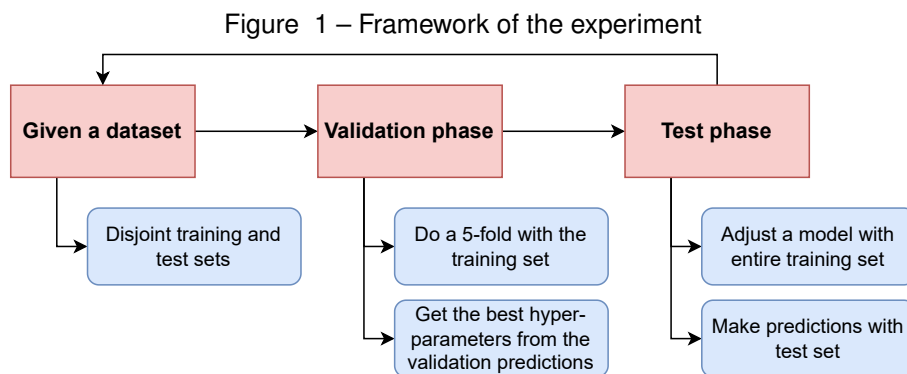 Figure 1 – Framework of the experiment
Given a dataset
Validation phase
Test phase
Disjoint training and
test sets
Do a 5-fold with the
training set
Get the best hyper-
parameters from the
validation predictions
Adjust a model with
entire training set
Make predictions with
test set